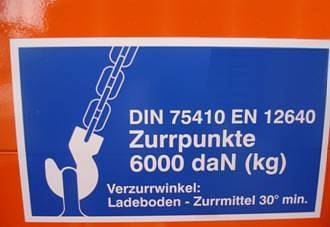 DIN 75410 EN 12640
Zurrpunkte
6000 daN (kg)
Verzurrwinkel:
Ladeboden - Zurrmittel 30° min.